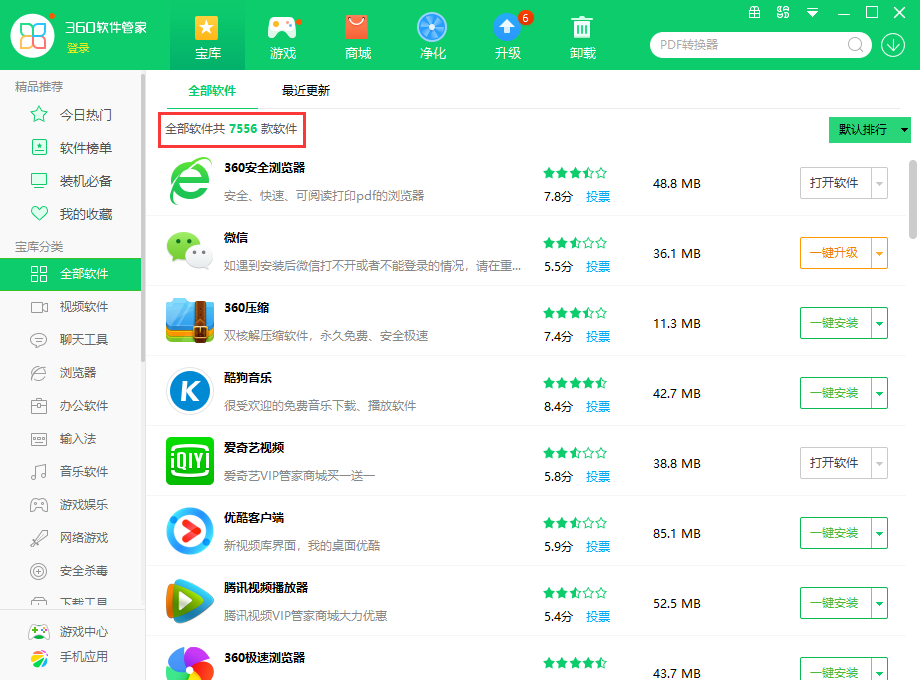 360软件管家
登录
宝库
游戏
商城
净化
6
升级
卸载
PDF转换器
精品推荐
今日热门
软件榜单
装机必备
我的收藏
宝库分类
全部软件
视频软件
聊天工具
浏览器
办公软件
输入法
音乐软件
游戏娱乐
网络游戏
安全杀毒
下载工具
游戏中心
手机应用
全部软件 最近更新
全部软件共 7556 款软件
默认排行
360安全浏览器
安全、快速、可阅读打印pdf的浏览器
7.8分 投票
48.8 MB
打开软件
微信
如遇到安装后微信打不开或者不能登录的情况，请在重...
5.5分 投票
36.1 MB
一键升级
360压缩
双核解压缩软件，永久免费、安全极速
7.4分 投票
11.3 MB
一键安装
K
酷狗音乐
很受欢迎的免费音乐下载、播放软件
8.4分 投票
42.7 MB
一键安装
iQIYI
爱奇艺视频
爱奇艺VIP管家商城买一送一
5.8分 投票
38.8 MB
打开软件
优酷客户端
新视频库界面，我的桌面优酷
5.9分 投票
85.1 MB
一键安装
腾讯视频播放器
腾讯视频VIP管家商城大力优惠
5.4分 投票
52.5 MB
一键安装
360极速浏览器
43.7 MB
一键安装